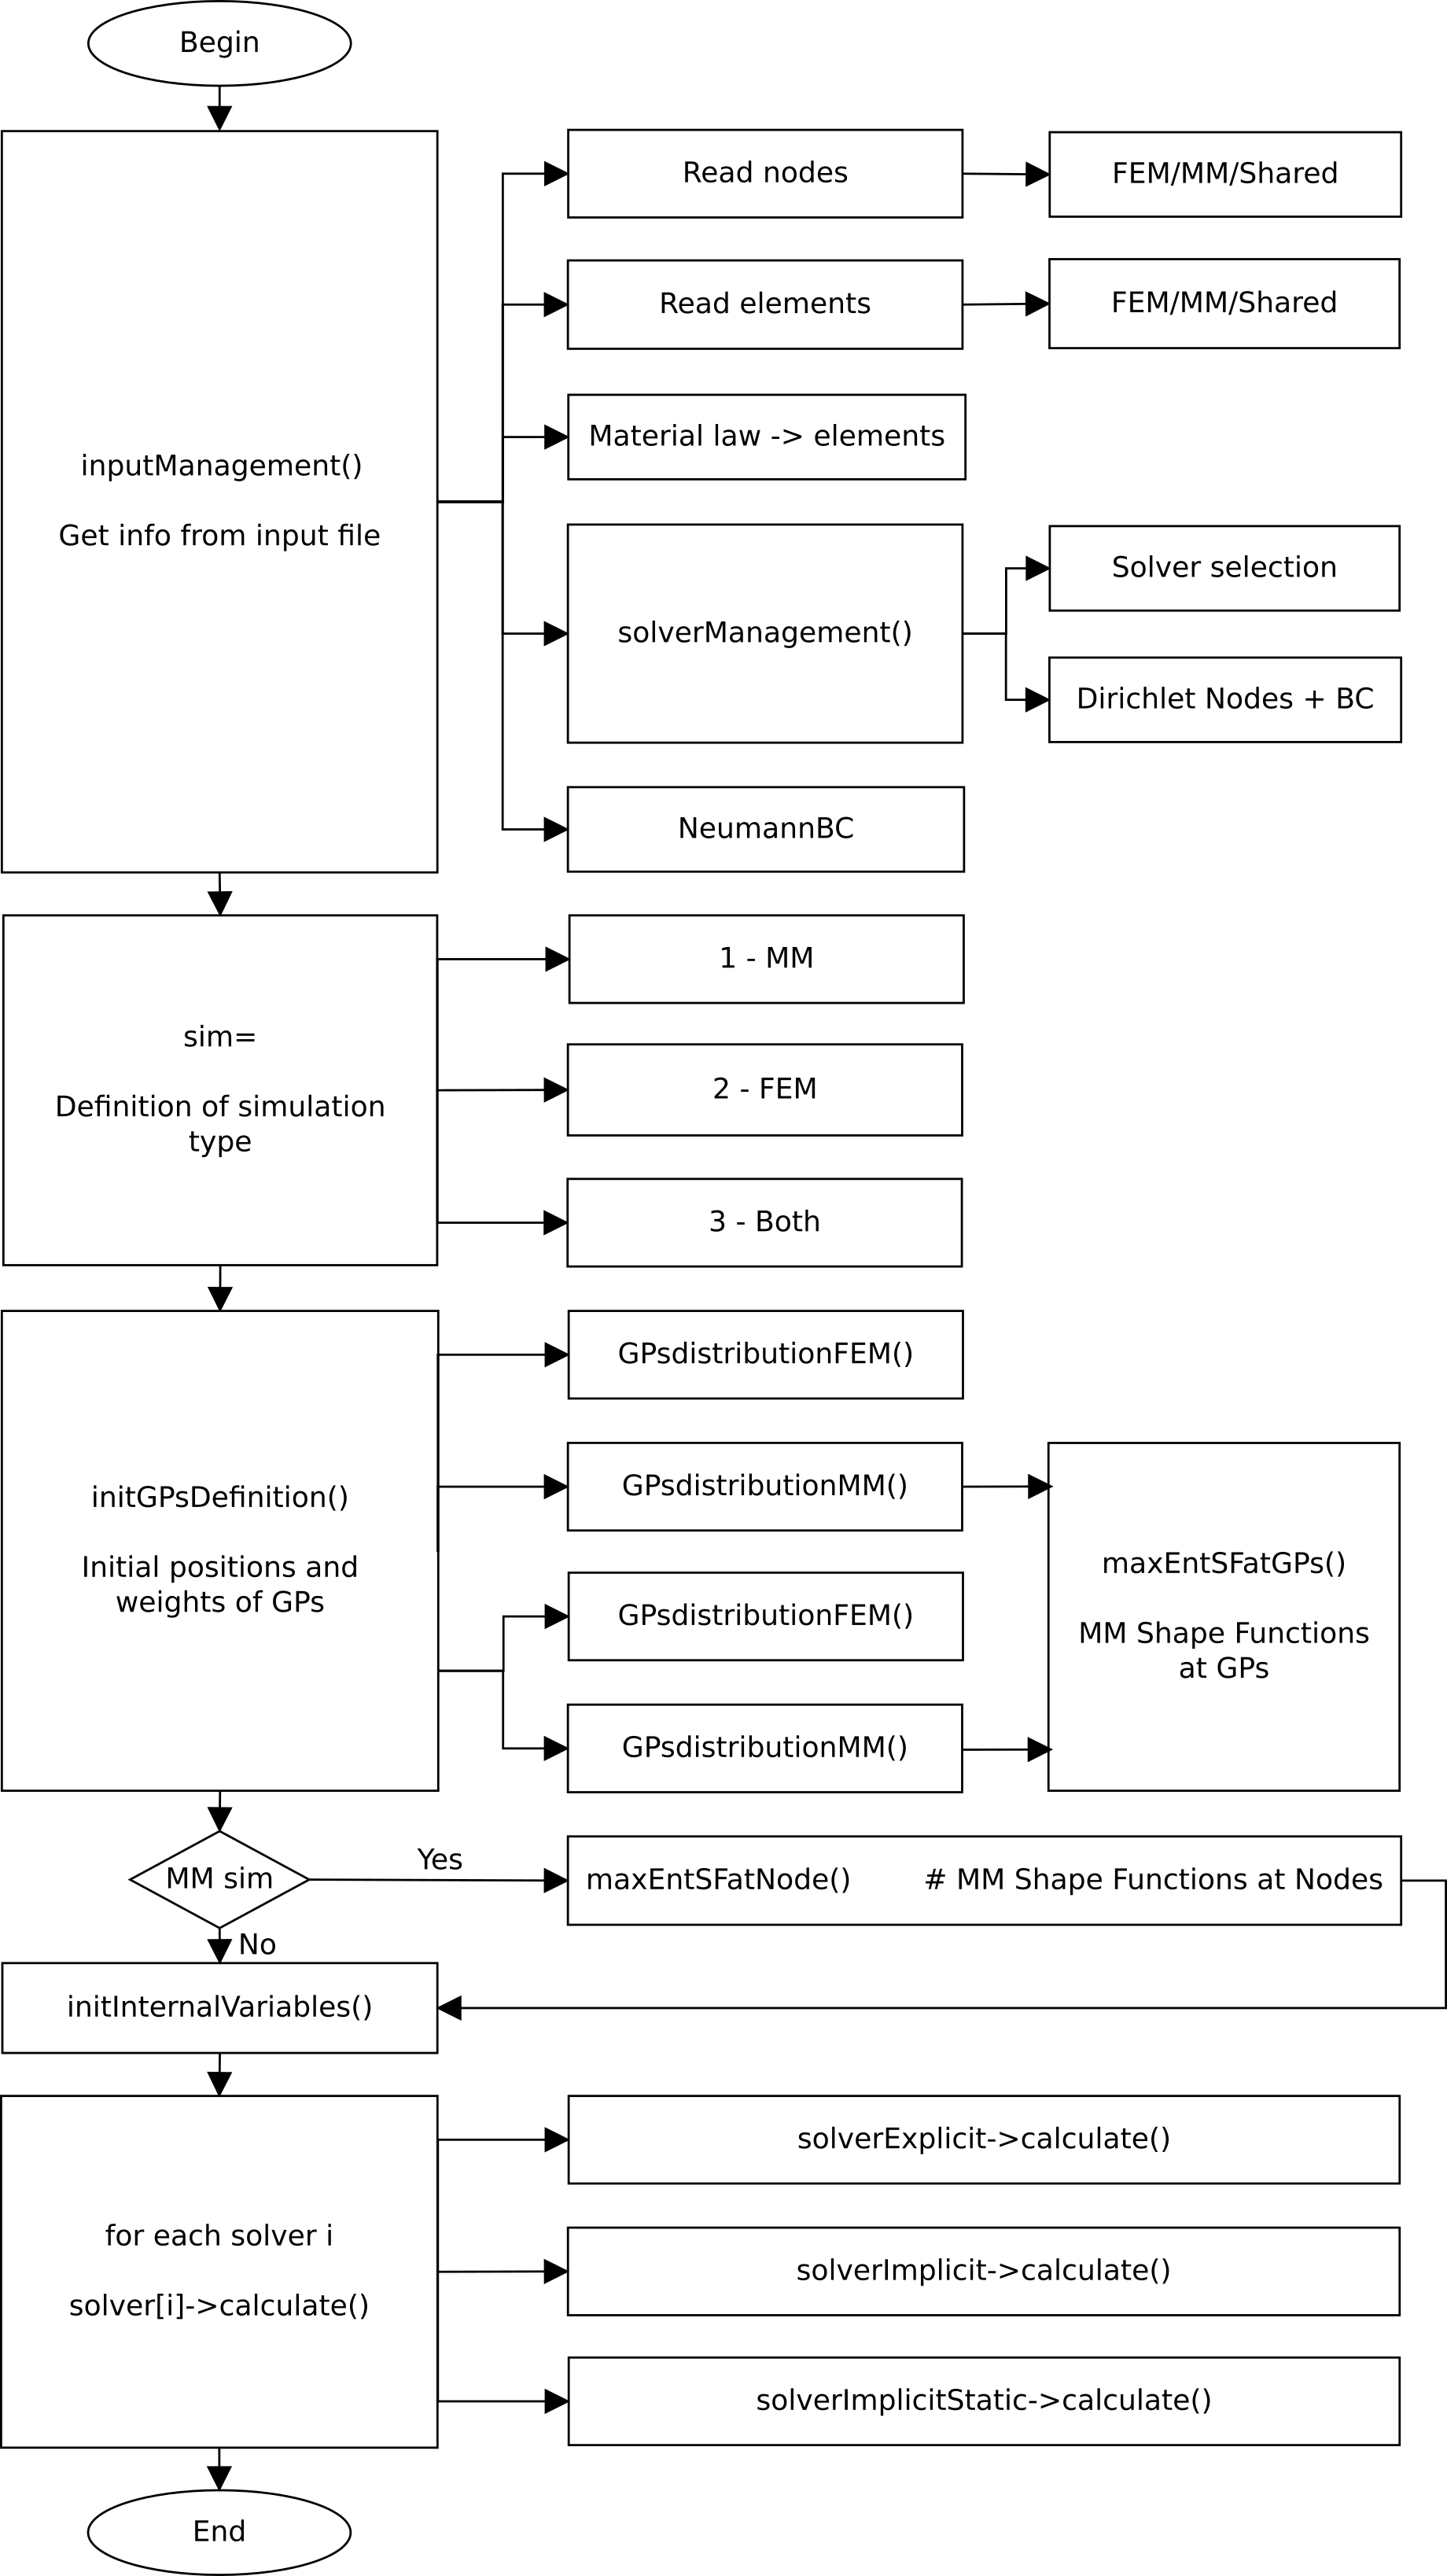 Begin
inputManagement()
Get info from input file
Read nodes
FEM/MM/Shared
Read elements
FEM/MM/Shared
Material law -> elements
solverManagement()
Solver selection
Dirichlet Nodes + BC
NeumannBC
sim=
Definition of simulation
type
1 - MM
2 - FEM
3 - Both
initGPsDefinition()
Initial positions and
weights of GPs
GPsdistributionFEM()
GPsdistributionMM()
GPsdistributionFEM()
GPsdistributionMM()
maxEntSFatGPs()
MM Shape Functions
at GPs
MM sim
Yes
maxEntSFatNode() # MM Shape Functions at Nodes
No
initInternalVariables()
for each solver i
solver[i]->calculate()
solverExplicit->calculate()
solverImplicit->calculate()
solverImplicitStatic->calculate()
End